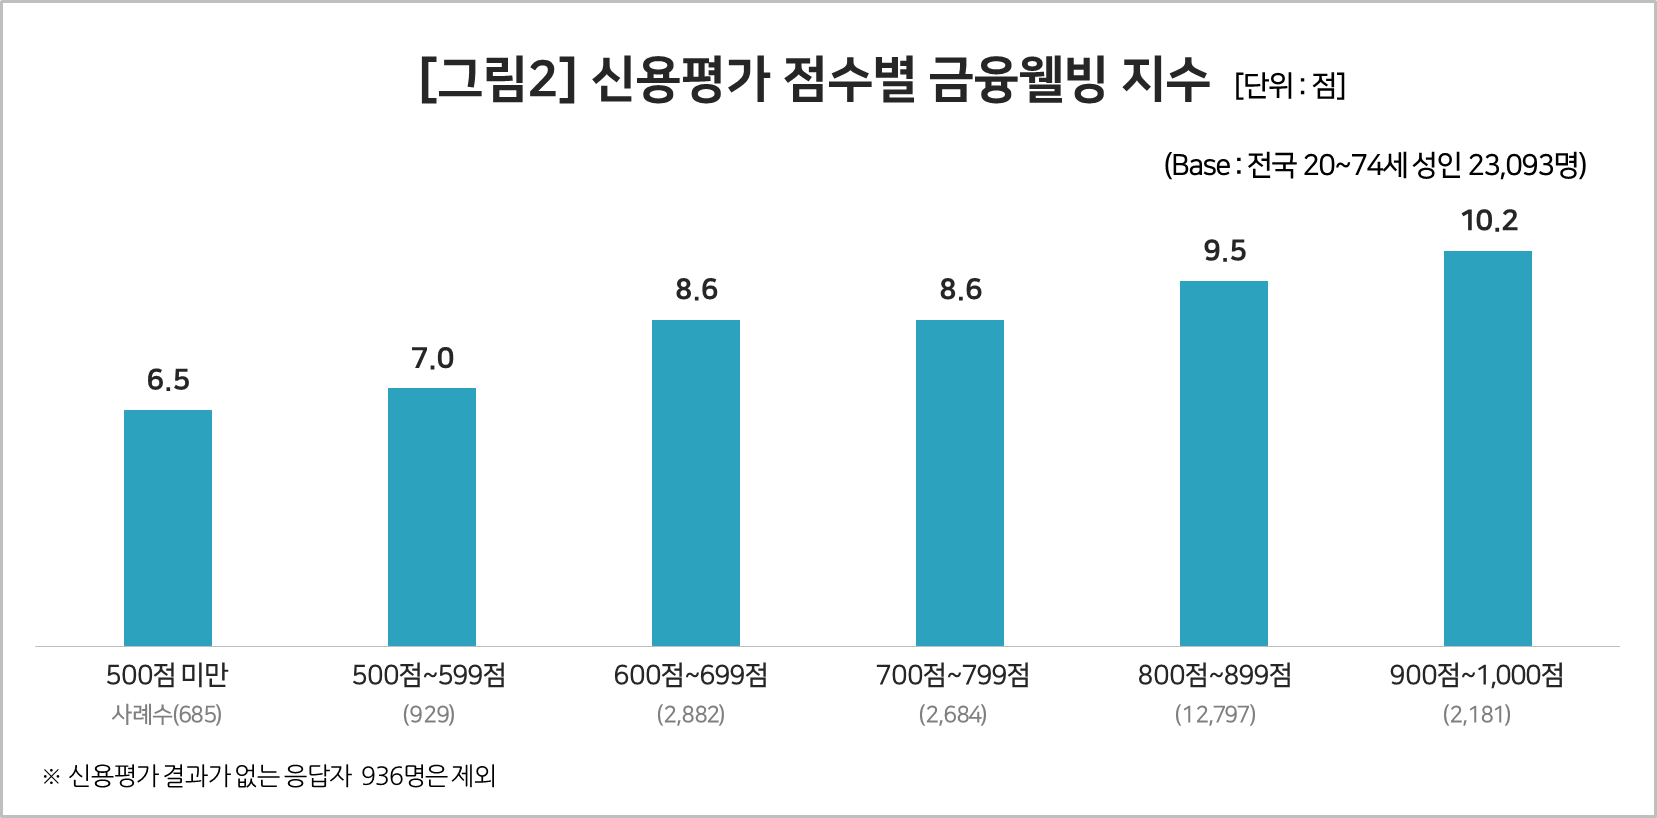 [그림2] 신용평가 점수별 금융웰빙 지수 [단위 : 점]
(Base : 전국 20~74세 성인 23,093명)
6.5 7.0 8.6 8.6 9.5 10.2
500점 미만 500점~599점 600점~699점 700점~799점 800점~899점 900점~1,000점
사례수(685) (929) (2,882) (2,684) (12,797) (2,181)
※ 신용평가 결과가 없는 응답자 936명은 제외